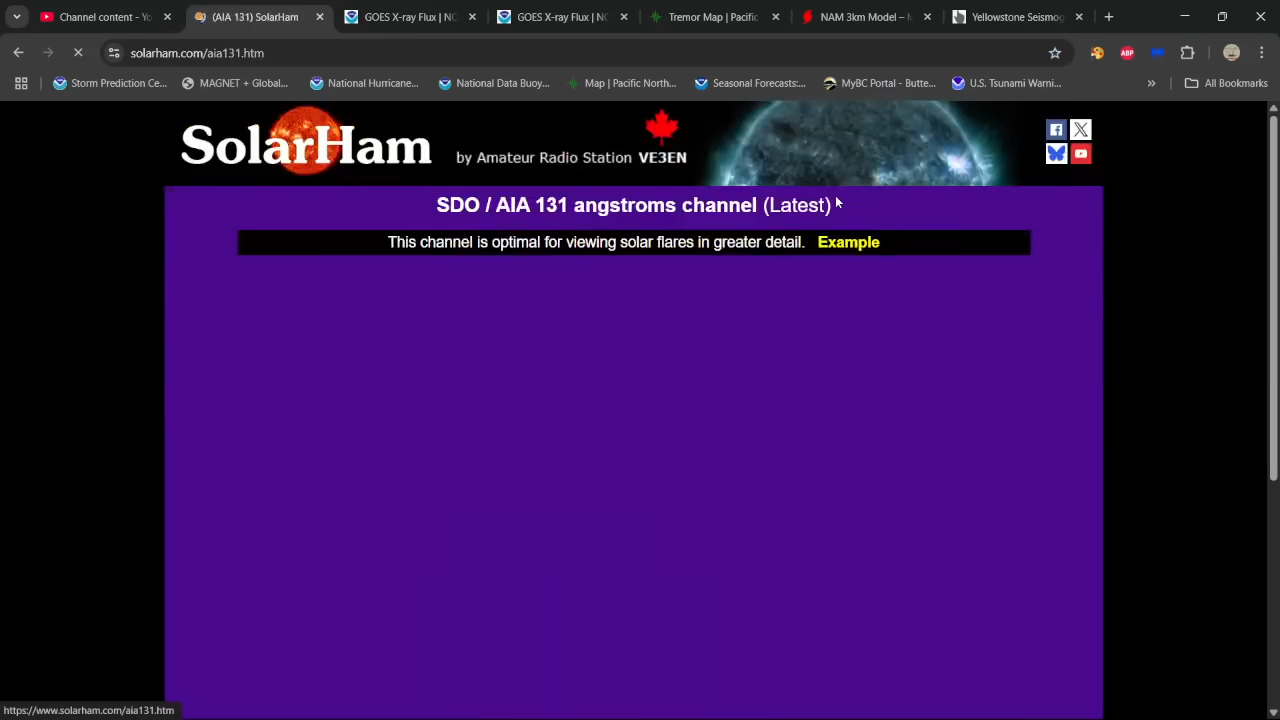 Channel content - Yo
(AIA 131) SolarHam
GOES X-ray Flux | NO
GOES X-ray Flux | NO
Tremor Map | Pacific
NAM 3km Model – M
Yellowstone Seismog
solarham.com/aia131.htm
ABP
Storm Prediction Ce...
MAGNET + Global...
National Hurricane...
National Data Buoy...
Map | Pacific North...
Seasonal Forecasts:...
MyBC Portal - Butte...
U.S. Tsunami Warni...
All Bookmarks
SolarHam
by Amateur Radio Station VE3EN
SDO / AIA 131 angstroms channel (Latest)
This channel is optimal for viewing solar flares in greater detail. Example
https://www.solarham.com/aia131.htm